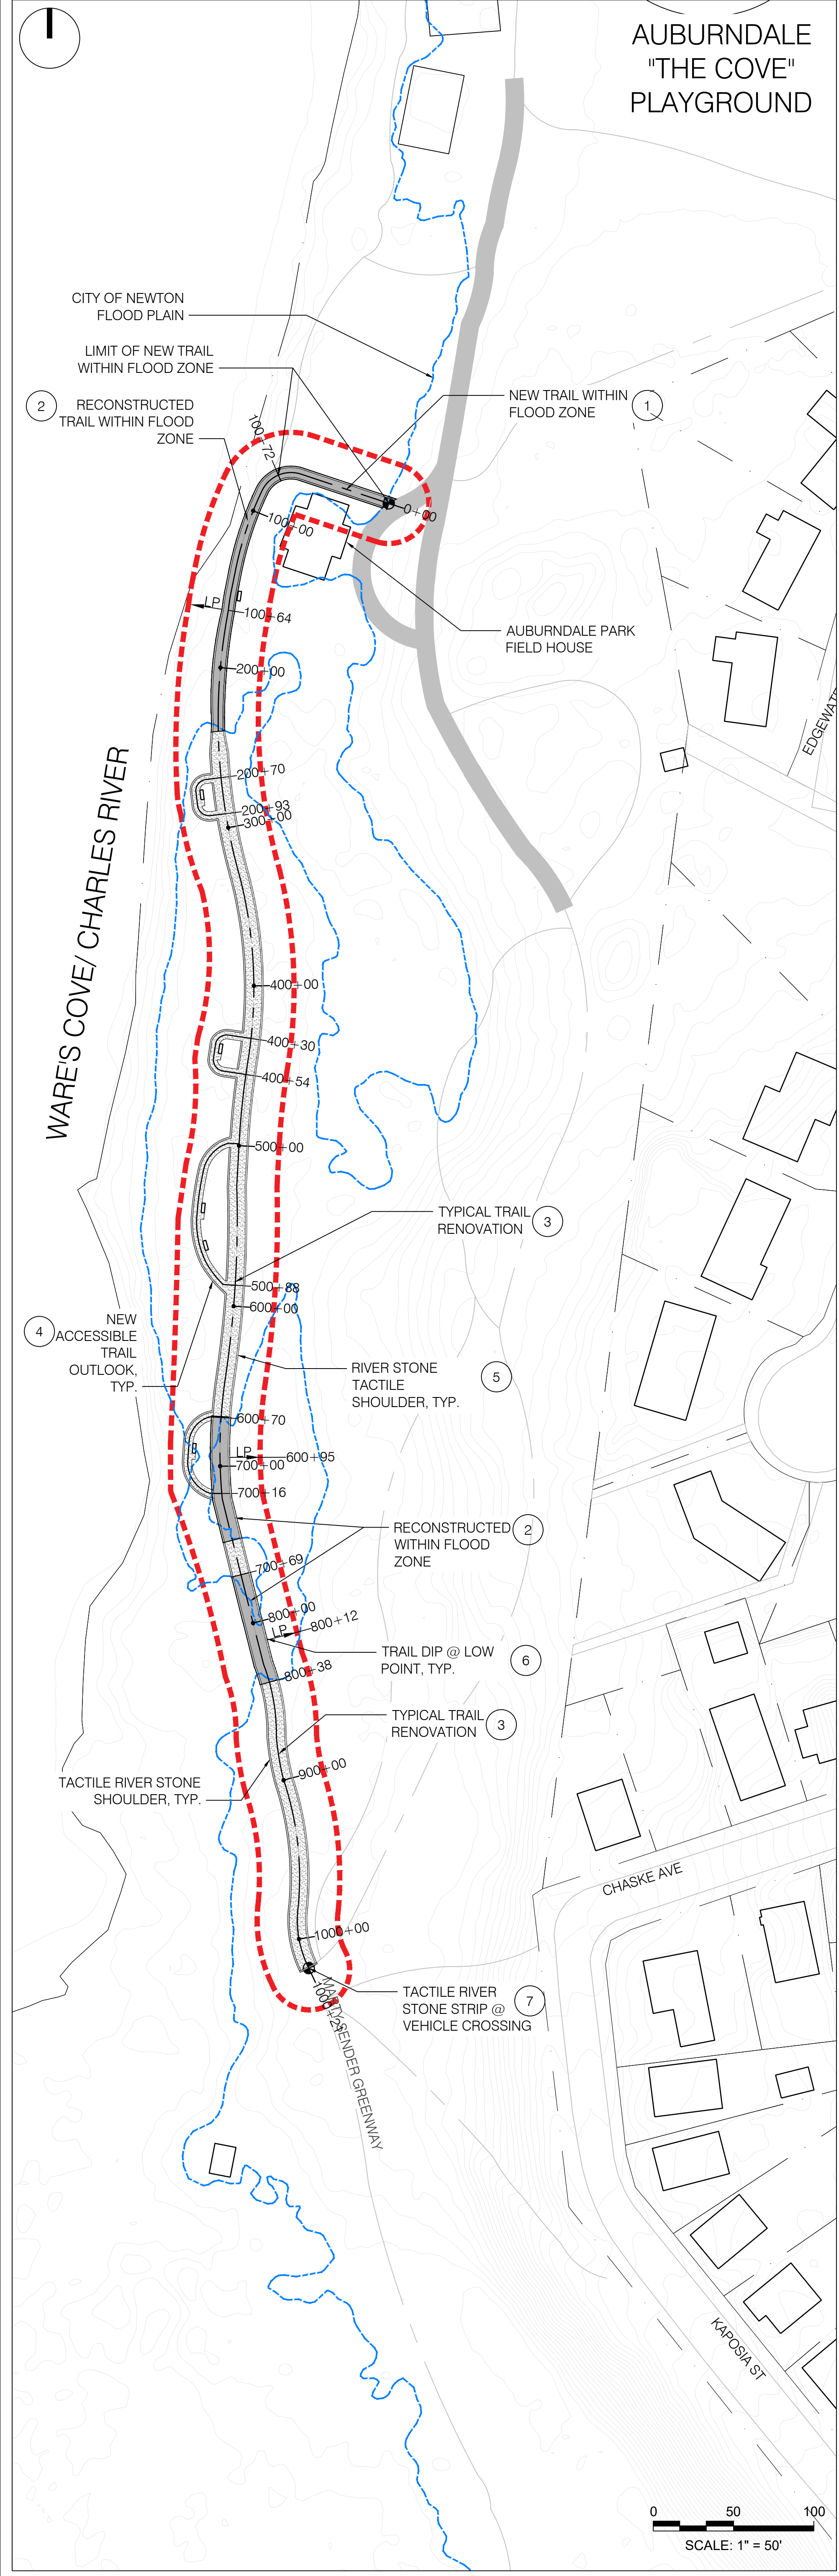 AUBURNDALE
"THE COVE"
PLAYGROUND
CITY OF NEWTON
FLOOD PLAIN
LIMIT OF NEW TRAIL
WITHIN FLOOD ZONE
2
RECONSTRUCTED
TRAIL WITHIN FLOOD
ZONE
NEW TRAIL WITHIN
FLOOD ZONE
1
100+72
0+00
100+00
LP
100+64
AUBURNDALE PARK
FIELD HOUSE
200+00
EDGEWAT
200+70
200+93
300+00
WARE'S COVE/ CHARLES RIVER
400+00
400+30
400+54
500+00
TYPICAL TRAIL
RENOVATION
3
500+88
600+00
4
NEW
ACCESSIBLE
TRAIL
OUTLOOK,
TYP.
RIVER STONE
TACTILE
SHOULDER, TYP.
5
600+70
LP
600+95
700+00
700+16
RECONSTRUCTED
WITHIN FLOOD
ZONE
2
700+69
800+00
LP
800+12
TRAIL DIP @ LOW
POINT, TYP.
6
800+38
TYPICAL TRAIL
RENOVATION
3
900+00
TACTILE RIVER STONE
SHOULDER, TYP.
CHASKE AVE
1000+00
TACTILE RIVER
STONE STRIP @
VEHICLE CROSSING
7
MARTY SENDER GREENWAY
KAPOSIA ST
0 50 100
SCALE: 1" = 50'